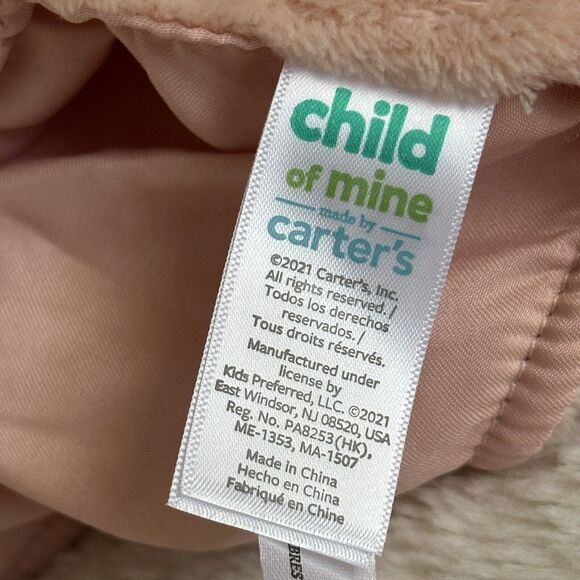 child
of mine
made by
carter's
©2021 Carter's, Inc.
All rights reserved./
Todos los derechos
reservados./
Tous droits réservés.
Manufactured under
license by
Kids Preferred, LLC. ©2021
East Windsor, NJ 08520, USA
Reg. No. PA8253(HK),
ME-1353, MA-1507
Made in China
Hecho en China
Fabriqué en Chine